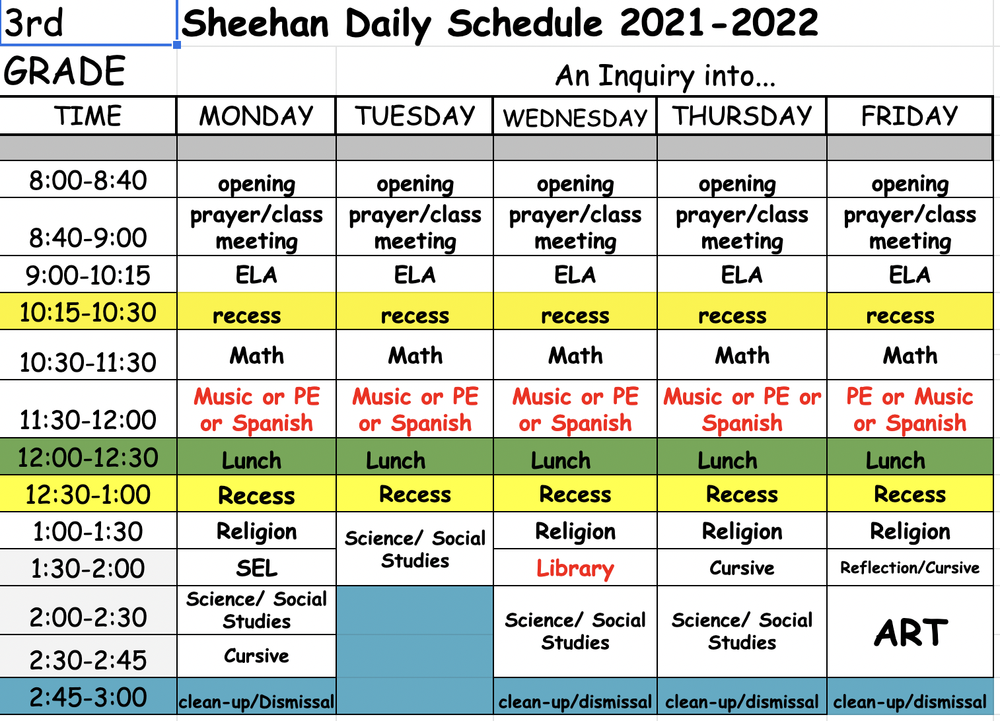 3rd Sheehan Daily Schedule 2021-2022
GRADE An Inquiry into...
TIME MONDAY TUESDAY WEDNESDAY THURSDAY FRIDAY
8:00-8:40 opening opening opening opening opening
8:40-9:00 prayer/class meeting prayer/class meeting prayer/class meeting prayer/class meeting prayer/class meeting
9:00-10:15 ELA ELA ELA ELA ELA
10:15-10:30 recess recess recess recess recess
10:30-11:30 Math Math Math Math Math
11:30-12:00 Music or PE or Spanish Music or PE or Spanish Music or PE or Spanish Music or PE or Spanish PE or Music or Spanish
12:00-12:30 Lunch Lunch Lunch Lunch Lunch
12:30-1:00 Recess Recess Recess Recess Recess
1:00-1:30 Religion Science/ Social Studies Religion Religion Religion
1:30-2:00 SEL Library Cursive Reflection/Cursive
2:00-2:30 Science/ Social Studies Science/ Social Studies Science/ Social Studies ART
2:30-2:45 Cursive
2:45-3:00 clean-up/Dismissal clean-up/dismissal clean-up/dismissal clean-up/dismissal